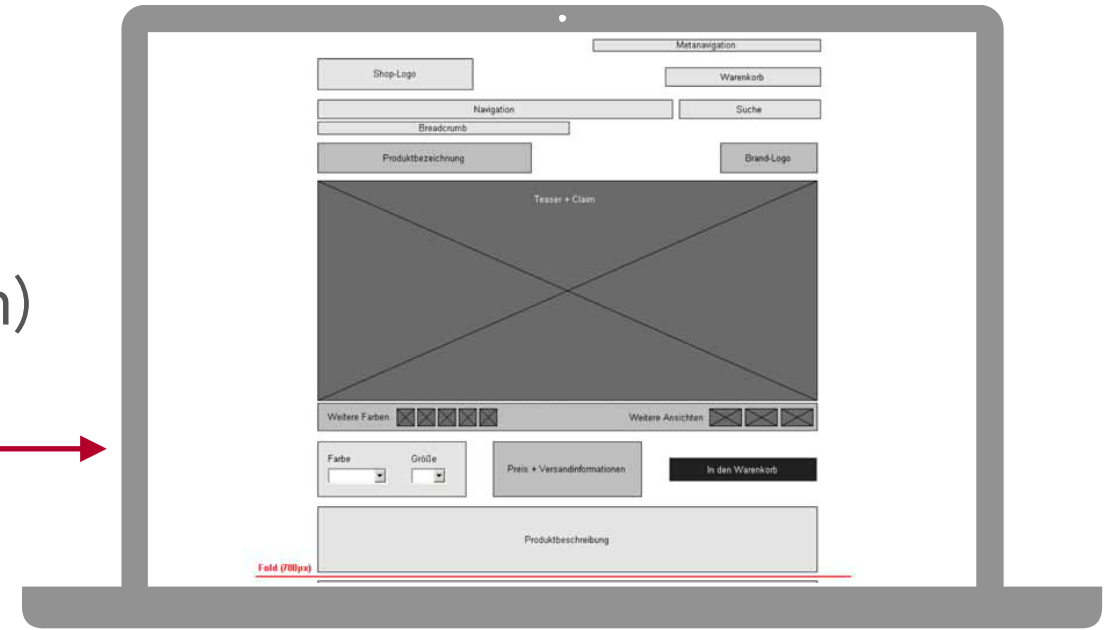 Metanavigation
Shop-Logo
Warenkorb
Navigation
Suche
Breadcrumb
Produktbezeichnung
Brand-Logo
Teaser + Claim
n)
Weitere Farben
Weitere Ansichten
Farbe
Größe
Preis + Versandinformationen
In den Warenkorb
Produktbeschreibung
Fold (700px)